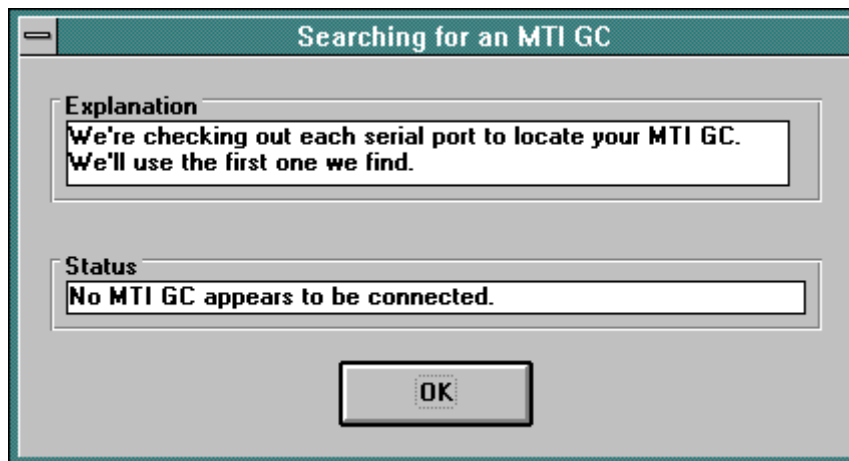 Searching for an MTI GC
Explanation
We're checking out each serial port to locate your MTI GC.
We'll use the first one we find.
Status
No MTI GC appears to be connected.
OK